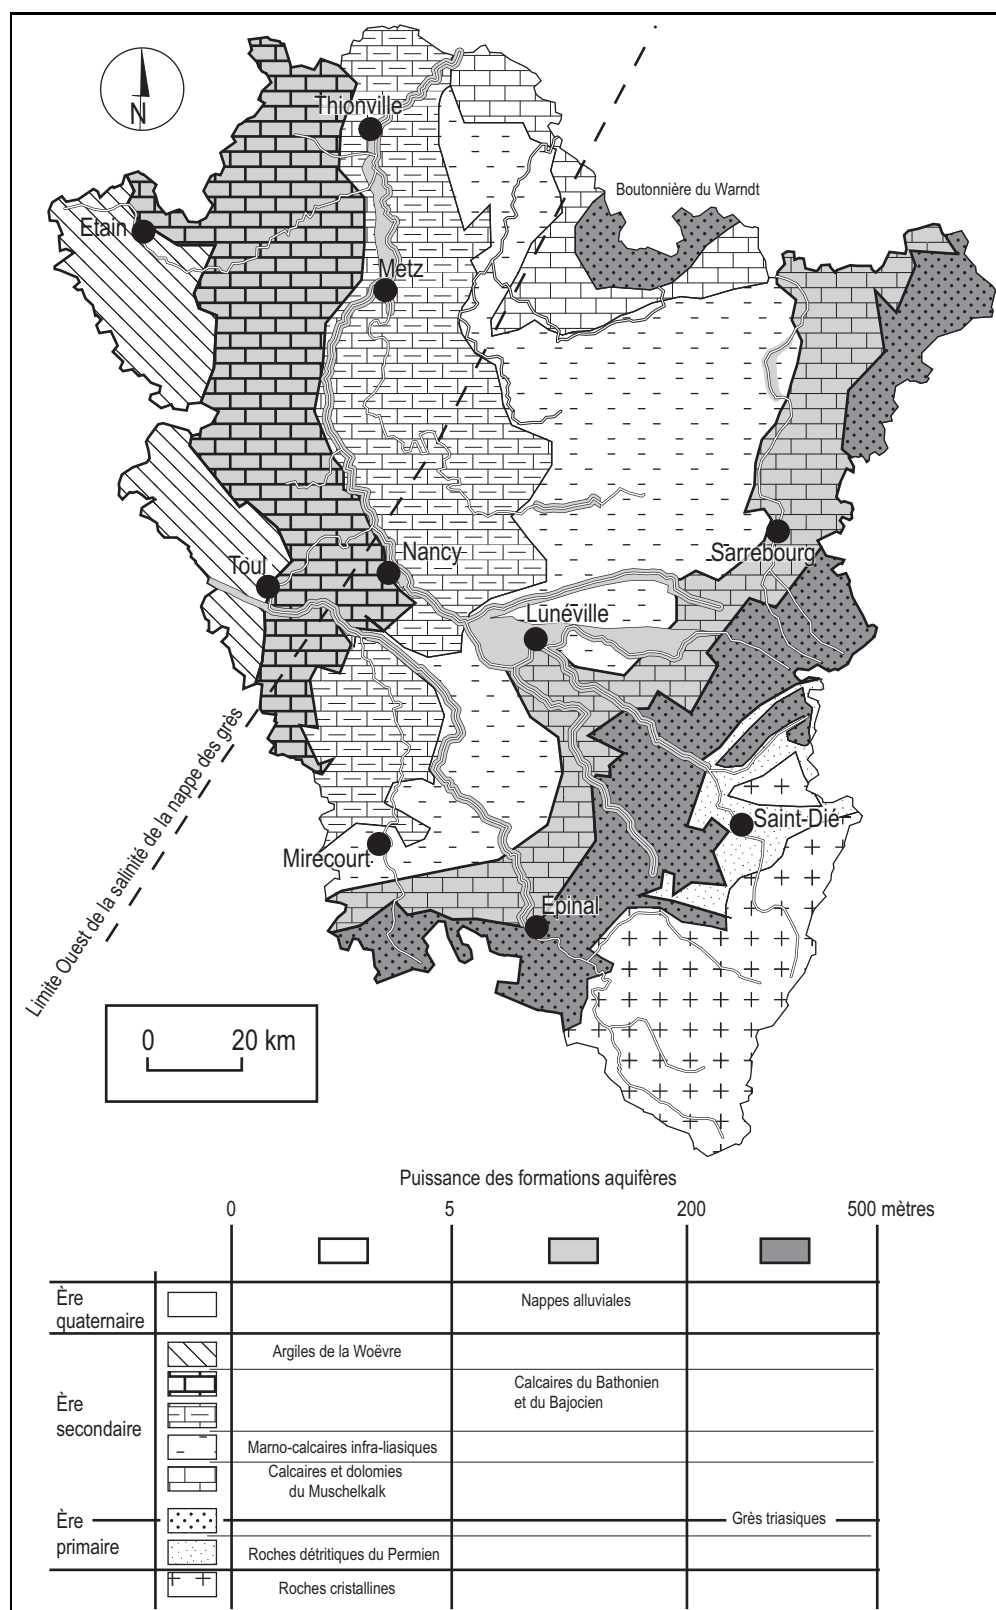 N
Thionville
Boutonnière du Warndt
Etain
Metz
Sarrebourg
Toul
Nancy
Lunéville
Saint-Dié
Mirecourt
Epinal
Limite Ouest de la salinité de la nappe des grès
0 20 km
Puissance des formations aquifères
0 5 200 500 mètres
Ère
quaternaire
Nappes alluviales
Argiles de la Woëvre
Calcaires du Bathonien
et du Bajocien
Ère
secondaire
Marno-calcaires infra-liasiques
Calcaires et dolomies
du Muschelkalk
Ère
primaire
Grès triasiques
Roches détritiques du Permien
Roches cristallines